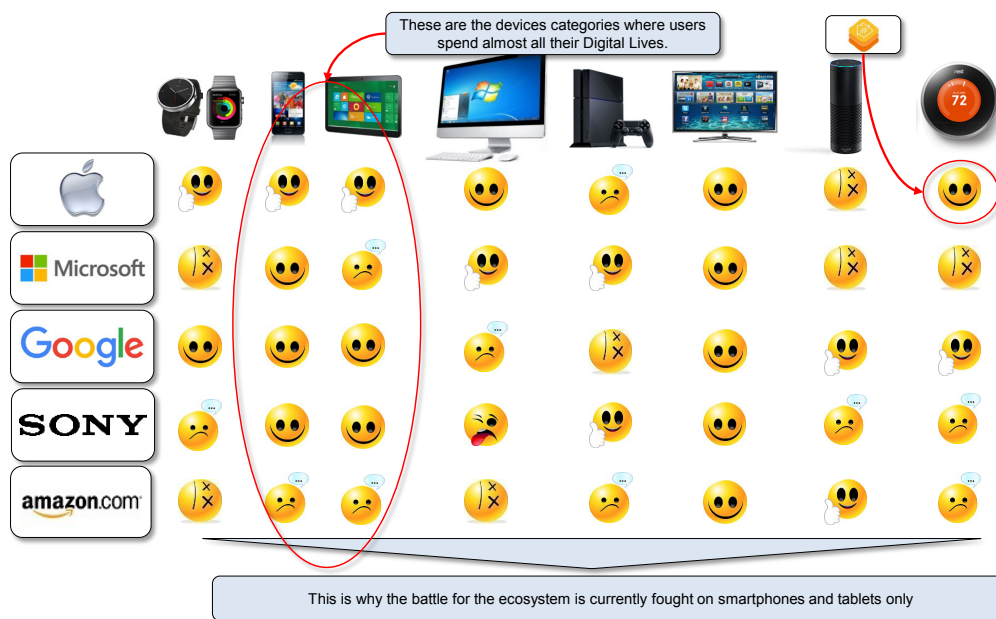 These are the devices categories where users
spend almost all their Digital Lives.
nest
72
Microsoft
Google
SONY
amazon.com
...
...
...
...
...
...
...
...
...
...
...
This is why the battle for the ecosystem is currently fought on smartphones and tablets only